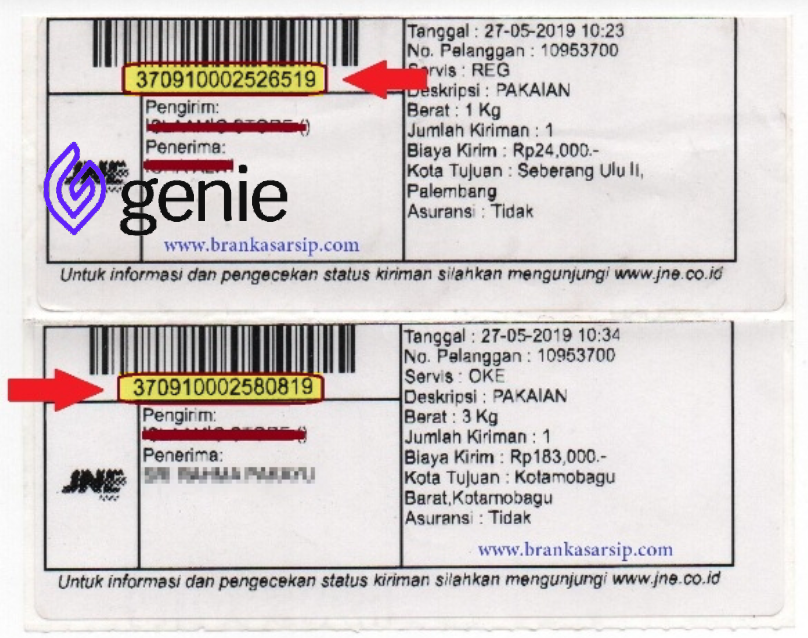 370910002526519
Pengirim:
Penerima:
JNE
genie
www.brankasarsip.com
Tanggal : 27-05-2019 10:23
No. Pelanggan : 10953700
Servis : REG
Deskripsi : PAKAIAN
Berat : 1 Kg
Jumlah Kiriman : 1
Biaya Kirim : Rp24,000.-
Kota Tujuan : Seberang Ulu II,
Palembang
Asuransi : Tidak
Untuk informasi dan pengecekan status kiriman silahkan mengunjungi www.jne.co.id
370910002580819
Pengirim:
Penerima:
JNE
Tanggal : 27-05-2019 10:34
No. Pelanggan : 10953700
Servis : OKE
Deskripsi : PAKAIAN
Berat : 3 Kg
Jumlah Kiriman : 1
Biaya Kirim : Rp183,000.-
Kota Tujuan : Kotamobagu
Barat,Kotamobagu
Asuransi : Tidak
www.brankasarsip.com
Untuk informasi dan pengecekan status kiriman silahkan mengunjungi www.jne.co.id